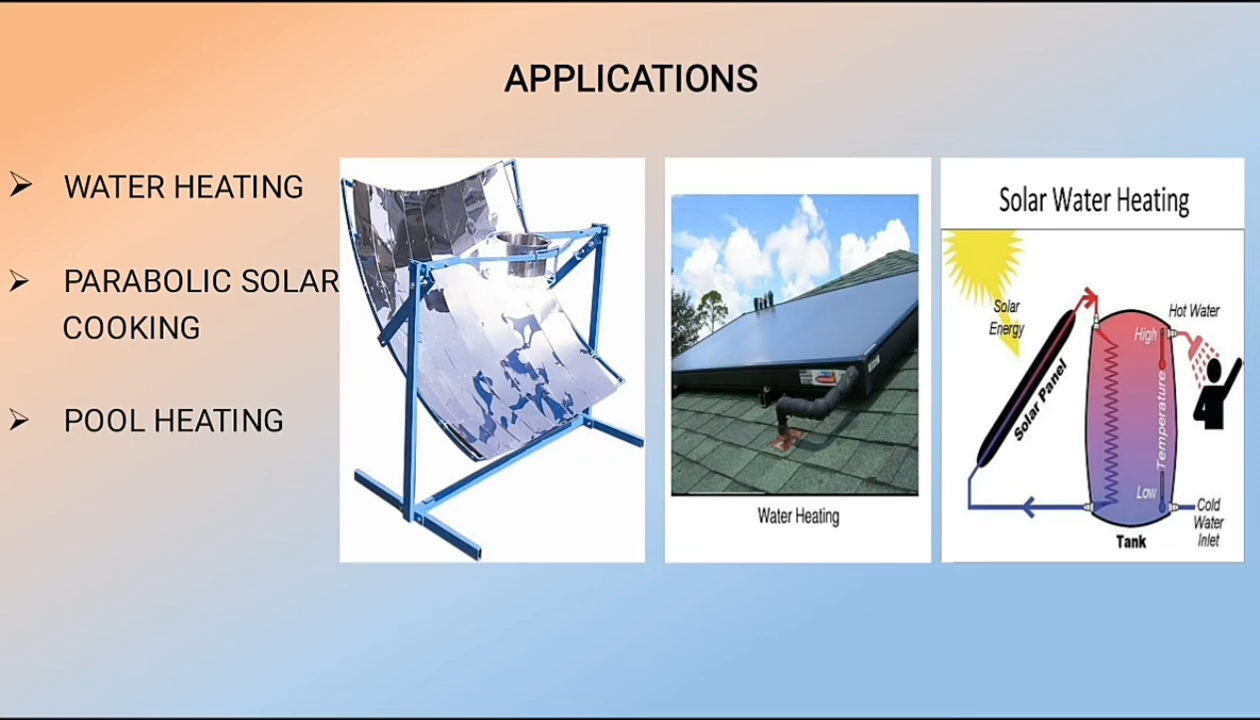 APPLICATIONS
➢ WATER HEATING
➢ PARABOLIC SOLAR
COOKING
➢ POOL HEATING
Water Heating
Solar Water Heating
Solar
Energy
Solar Panel
High
Temperature
Low
Hot Water
Cold
Water
Inlet
Tank